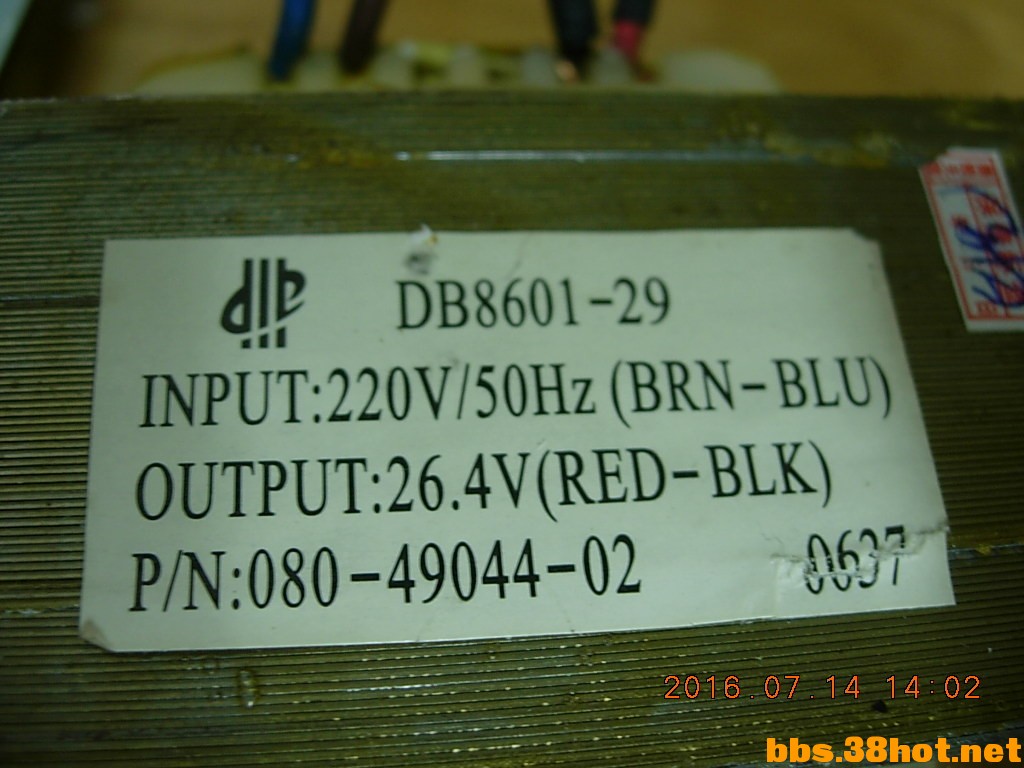 DB8601-29
INPUT:220V/50Hz (BRN-BLU)
OUTPUT:26.4V(RED-BLK)
P/N:080-49044-02 0637
2016.07.14 14:02
bbs.38hot.net